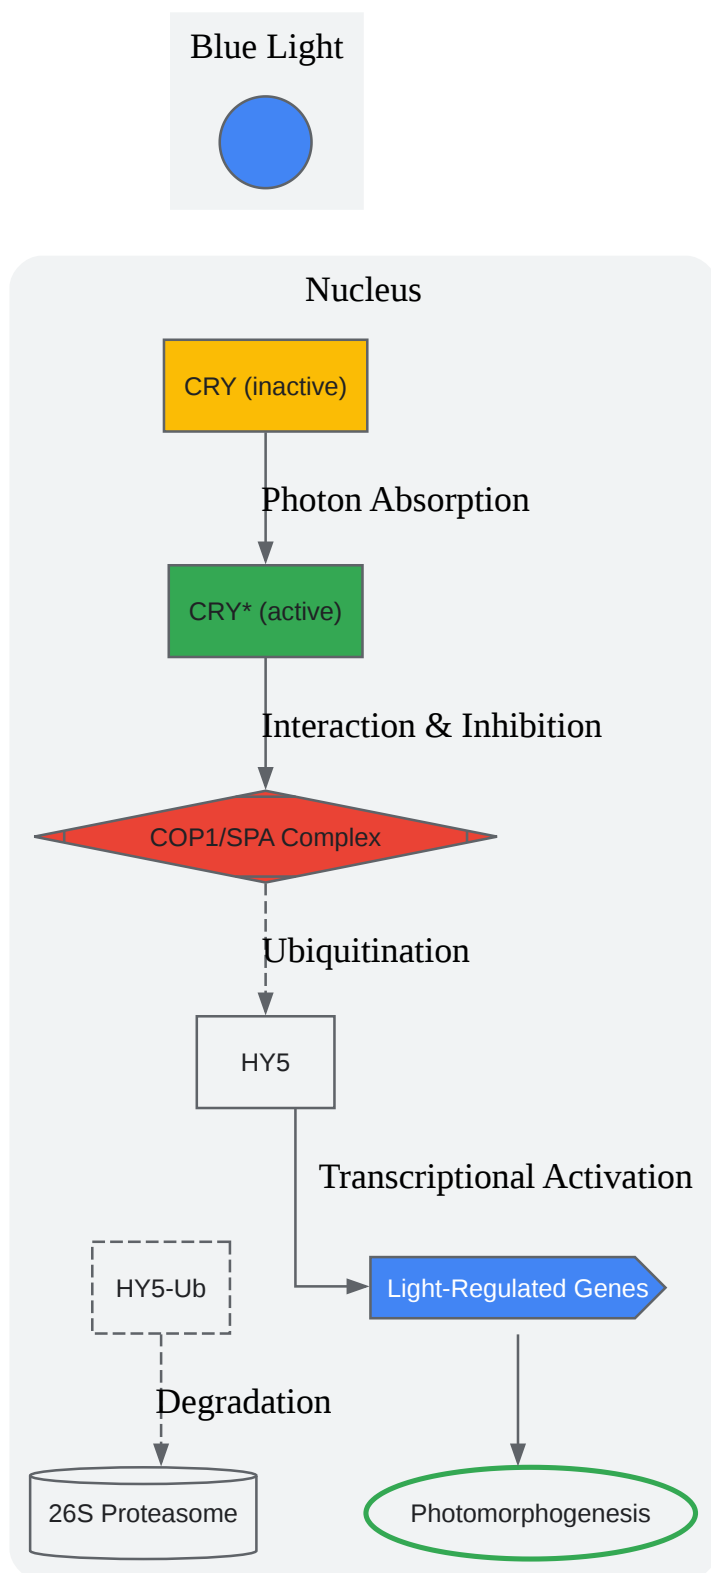 Blue Light
Nucleus
CRY (inactive)
Photon Absorption
CRY* (active)
Interaction & Inhibition
COP1/SPA Complex
Ubiquitination
HY5
Transcriptional Activation
HY5-Ub
Light-Regulated Genes
Degradation
26S Proteasome
Photomorphogenesis